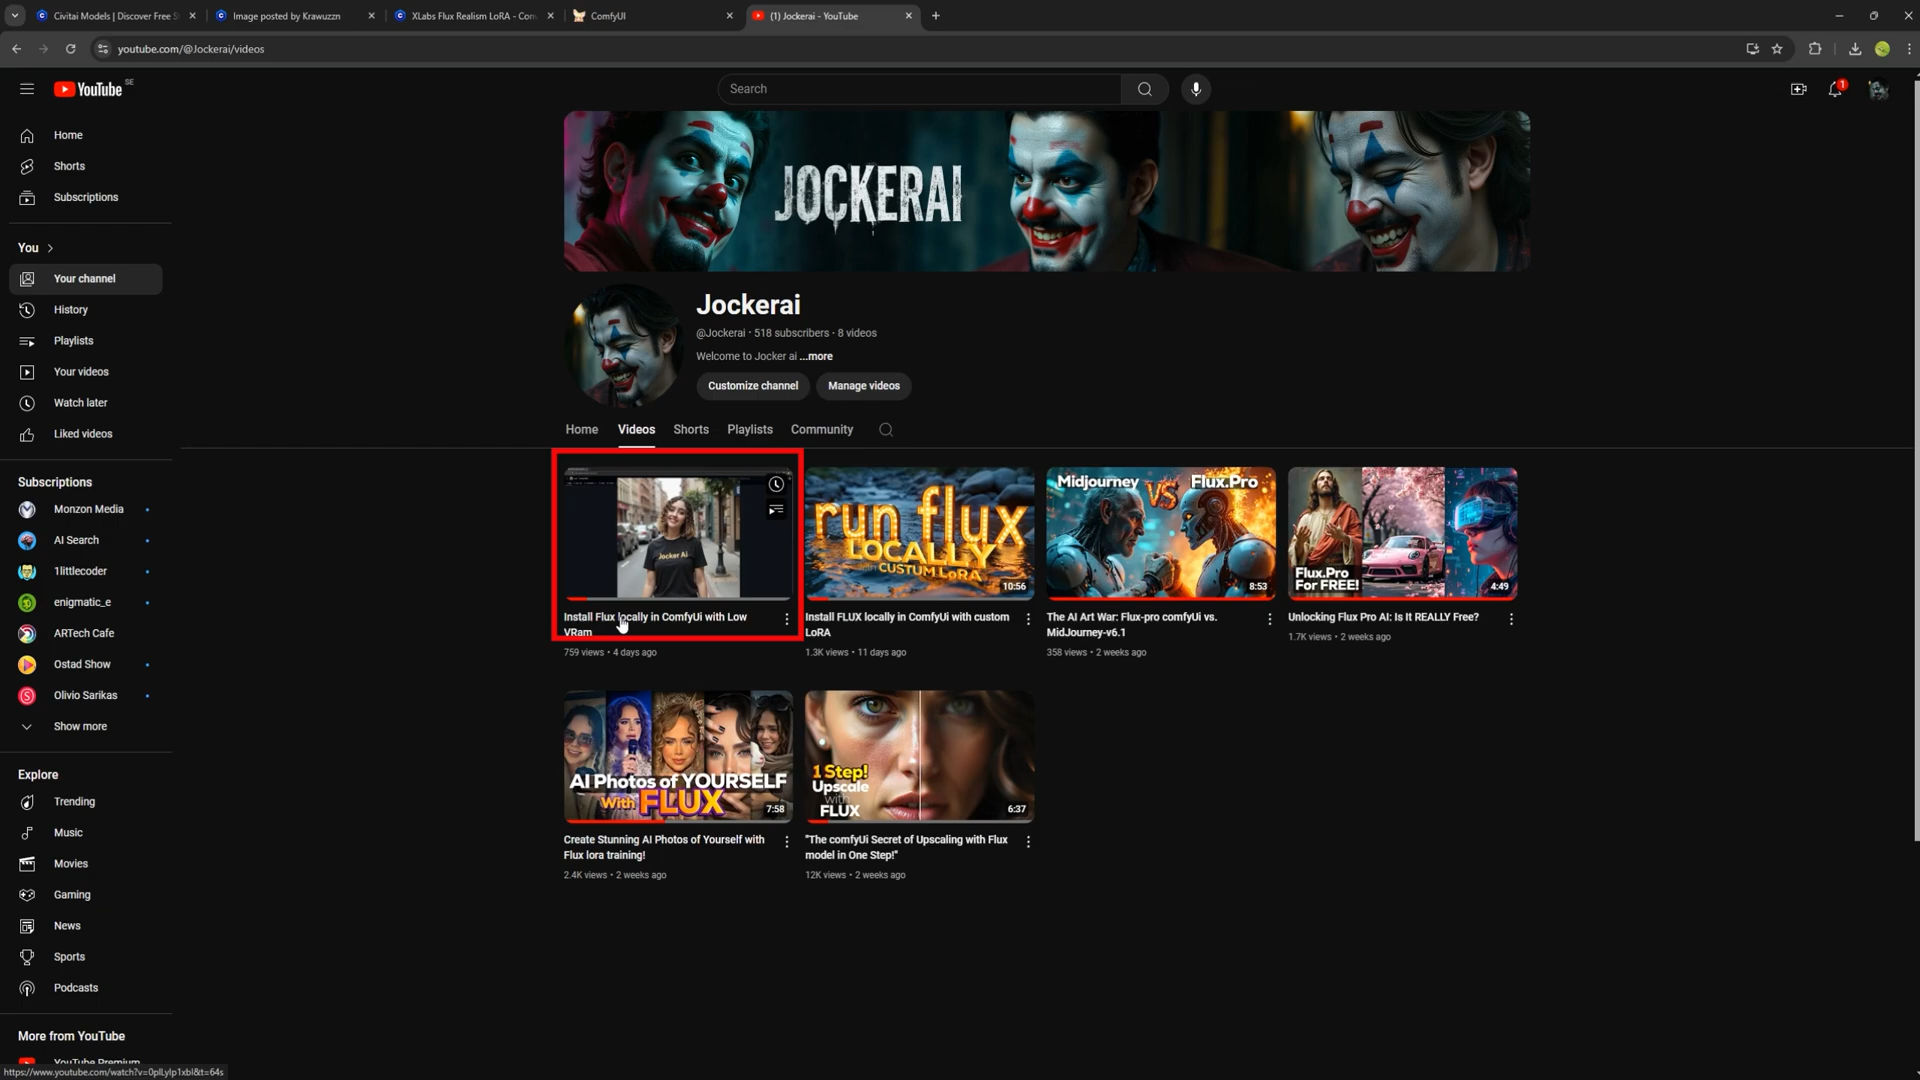 Civitai Models | Discover Free S
Image posted by Krawuzzn
XLabs Flux Realism LoRA - Com
ComfyUI
(1) Jockerai - YouTube
youtube.com/@Jockerai/videos
YouTube SE
Search
1
Home
Shorts
Subscriptions
You
Your channel
History
Playlists
Your videos
Watch later
Liked videos
Subscriptions
Monzon Media
AI Search
1littlecoder
enigmatic_e
ARTech Cafe
Ostad Show
Olivio Sarikas
Show more
Explore
Trending
Music
Movies
Gaming
News
Sports
Podcasts
More from YouTube
YouTube Premium
JOCKERAI
Jockerai
@Jockerai · 518 subscribers · 8 videos
Welcome to Jocker ai ...more
Customize channel
Manage videos
Home
Videos
Shorts
Playlists
Community
Jocker Ai
Install Flux locally in ComfyUi with Low
VRam
759 views · 4 days ago
run flux
LOCALLY
CUSTUM LoRA
10:56
Install FLUX locally in ComfyUi with custom
LoRA
1.3K views · 11 days ago
Midjourney VS Flux.Pro
8:53
The AI Art War: Flux-pro comfyUi vs.
MidJourney-v6.1
358 views · 2 weeks ago
Flux.Pro
For FREE!
4:49
Unlocking Flux Pro AI: Is It REALLY Free?
1.7K views · 2 weeks ago
AI Photos of YOURSELF
With FLUX
7:58
Create Stunning AI Photos of Yourself with
Flux lora training!
2.4K views · 2 weeks ago
1 Step!
Upscale
with
FLUX
6:37
"The comfyUi Secret of Upscaling with Flux
model in One Step!"
12K views · 2 weeks ago